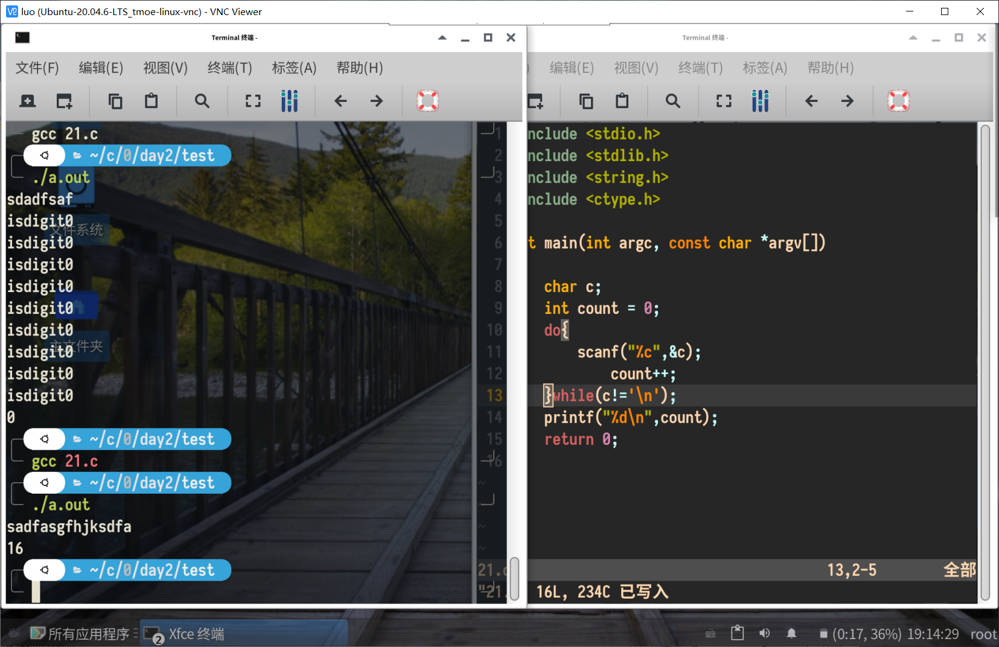 luo (Ubuntu-20.04.6-LTS_tmoe-linux-vnc) - VNC Viewer
Terminal 终端 -
文件(F) 编辑(E) 视图(V) 终端(T) 标签(A) 帮助(H)
gcc 21.c
~/c/0/day2/test
./a.out
sdadfsaf
isdigit0
isdigit0
isdigit0
isdigit0
isdigit0
isdigit0
isdigit0
isdigit0
isdigit0
0
~/c/0/day2/test
gcc 21.c
~/c/0/day2/test
./a.out
sadfasgfhjksdfa
16
~/c/0/day2/test
文件系统
主文件夹
Terminal 终端 -
) 编辑(E) 视图(V) 终端(T) 标签(A) 帮助(H)
1 nclude <stdio.h>
2 nclude <stdlib.h>
3 nclude <string.h>
4 nclude <ctype.h>
5
6 t main(int argc, const char *argv[])
7
8 char c;
9 int count = 0;
10 do{
11 scanf("%c",&c);
12 count++;
13 }while(c!='\n');
14 printf("%d\n",count);
15 return 0;
16
~
~
~
21.c 13,2-5 全部
"21. 16L, 234C 已写入
所有应用程序 2 Xfce 终端 (0:17, 36%) 19:14:29 root